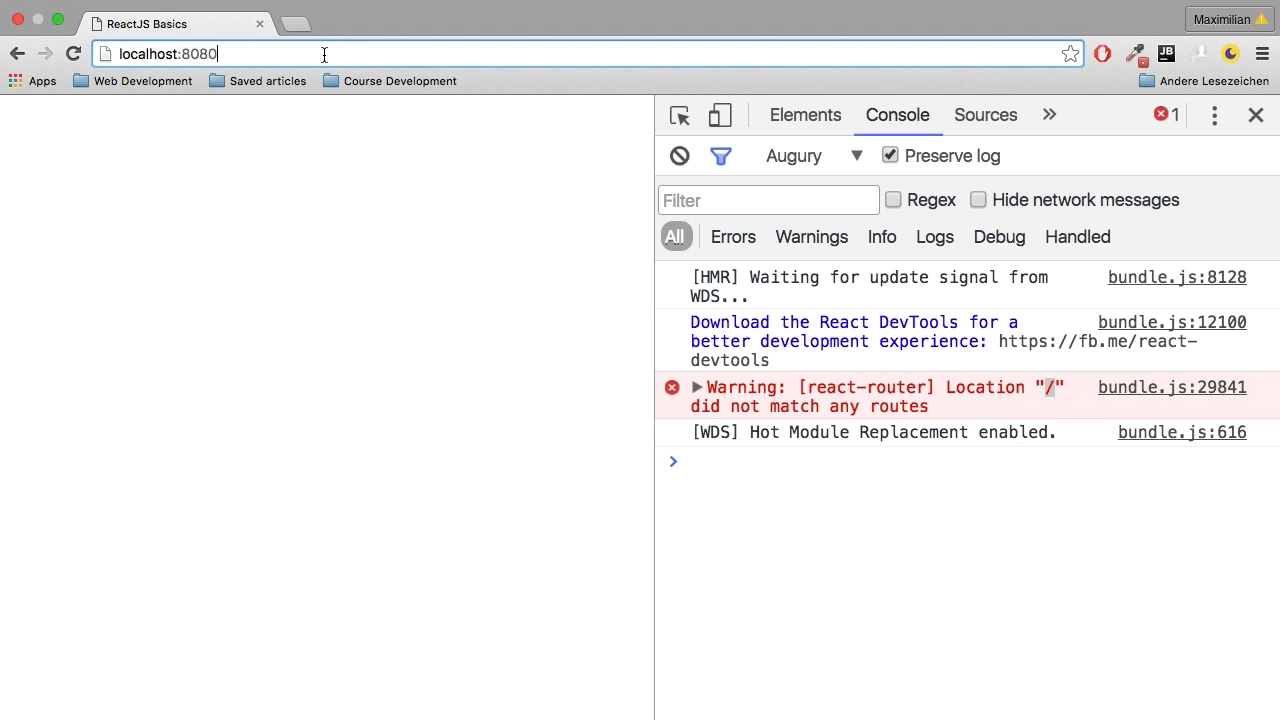 ReactJS Basics
Maximilian
localhost:8080
JB
Apps Web Development Saved articles Course Development Andere Lesezeichen
Elements Console Sources 1
Augury Preserve log
Filter Regex Hide network messages
All Errors Warnings Info Logs Debug Handled
[HMR] Waiting for update signal from bundle.js:8128
WDS...
Download the React DevTools for a bundle.js:12100
better development experience: https://fb.me/react-
devtools
Warning: [react-router] Location "/" bundle.js:29841
did not match any routes
[WDS] Hot Module Replacement enabled. bundle.js:616